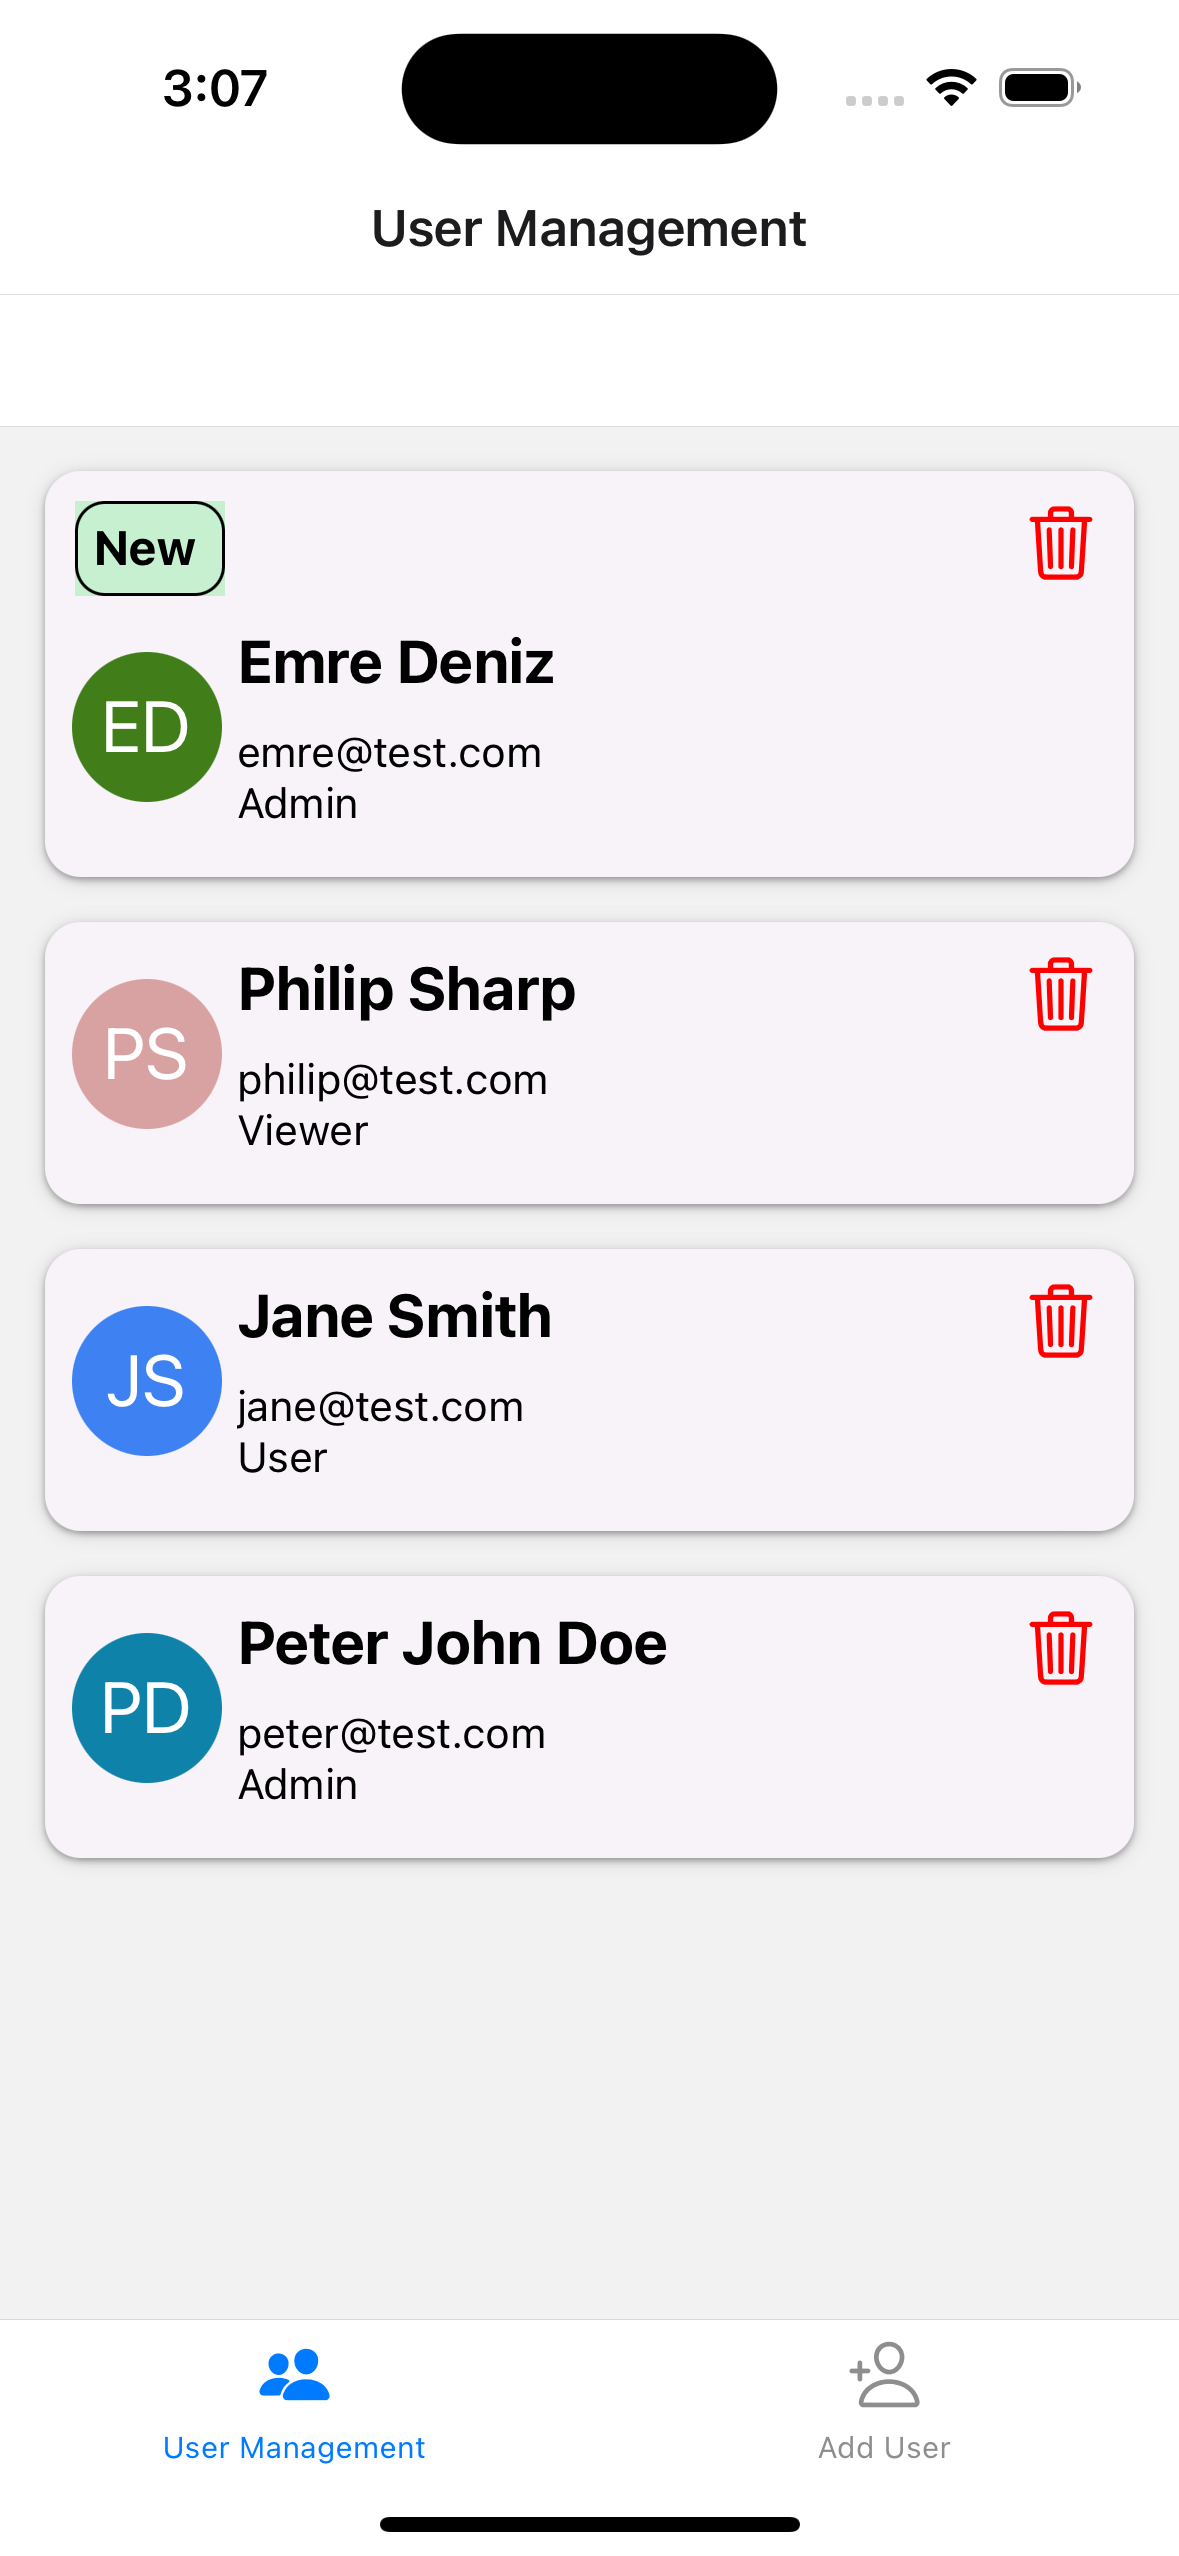 3:07
User Management
New
ED
Emre Deniz
emre@test.com
Admin
PS
Philip Sharp
philip@test.com
Viewer
JS
Jane Smith
jane@test.com
User
PD
Peter John Doe
peter@test.com
Admin
User Management
Add User